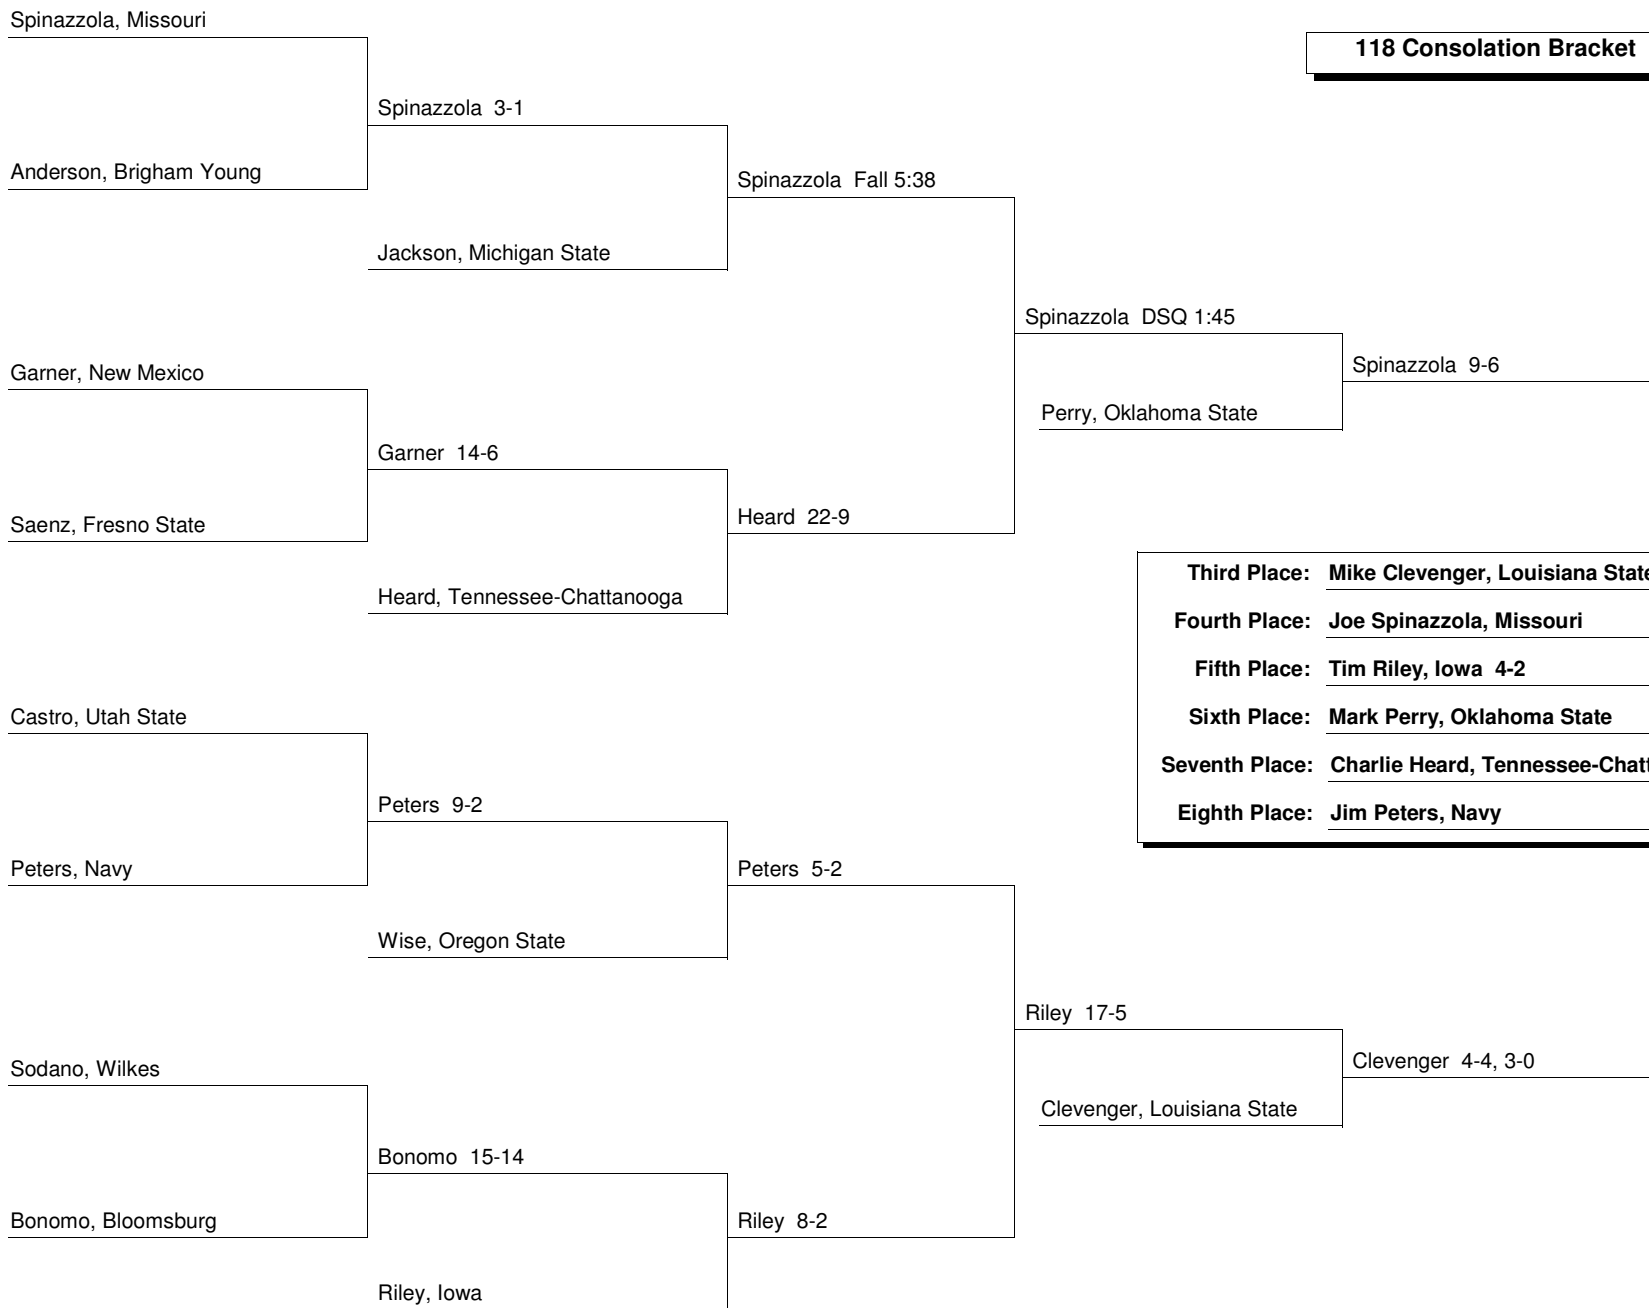 Spinazzola, Missouri
118 Consolation Bracket
Spinazzola 3-1
Anderson, Brigham Young
Spinazzola Fall 5:38
Jackson, Michigan State
Spinazzola DSQ 1:45
Spinazzola 9-6
Garner, New Mexico
Perry, Oklahoma State
Garner 14-6
Saenz, Fresno State
Heard 22-9
Heard, Tennessee-Chattanooga
Third Place: Mike Clevenger, Louisiana State
Fourth Place: Joe Spinazzola, Missouri
Fifth Place: Tim Riley, Iowa 4-2
Sixth Place: Mark Perry, Oklahoma State
Seventh Place: Charlie Heard,
Eighth Place: Jim Peters, Navy
Castro, Utah State
Peters 9-2
Peters, Navy
Peters 5-2
Wise, Oregon State
Riley 17-5
Sodano, Wilkes
Clevenger 4-4, 3-0
Clevenger, Louisiana State
Bonomo 15-14
Bonomo, Bloomsburg
Riley 8-2
Riley, Iowa